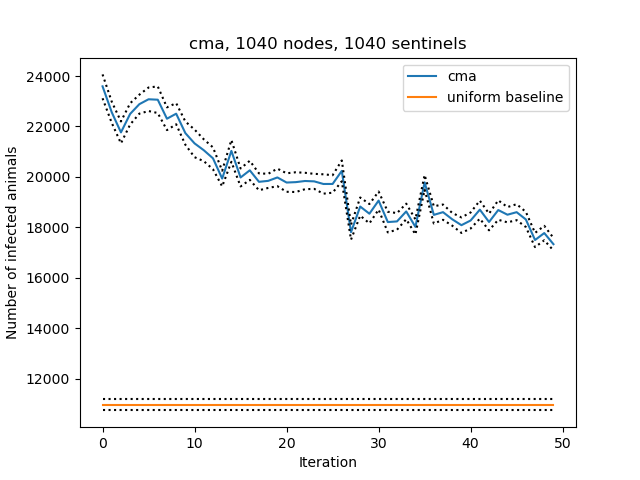 cma, 1040 nodes, 1040 sentinels
cma
uniform baseline
Number of infected animals
24000
22000
20000
18000
16000
14000
12000
0 10 20 30 40 50
Iteration